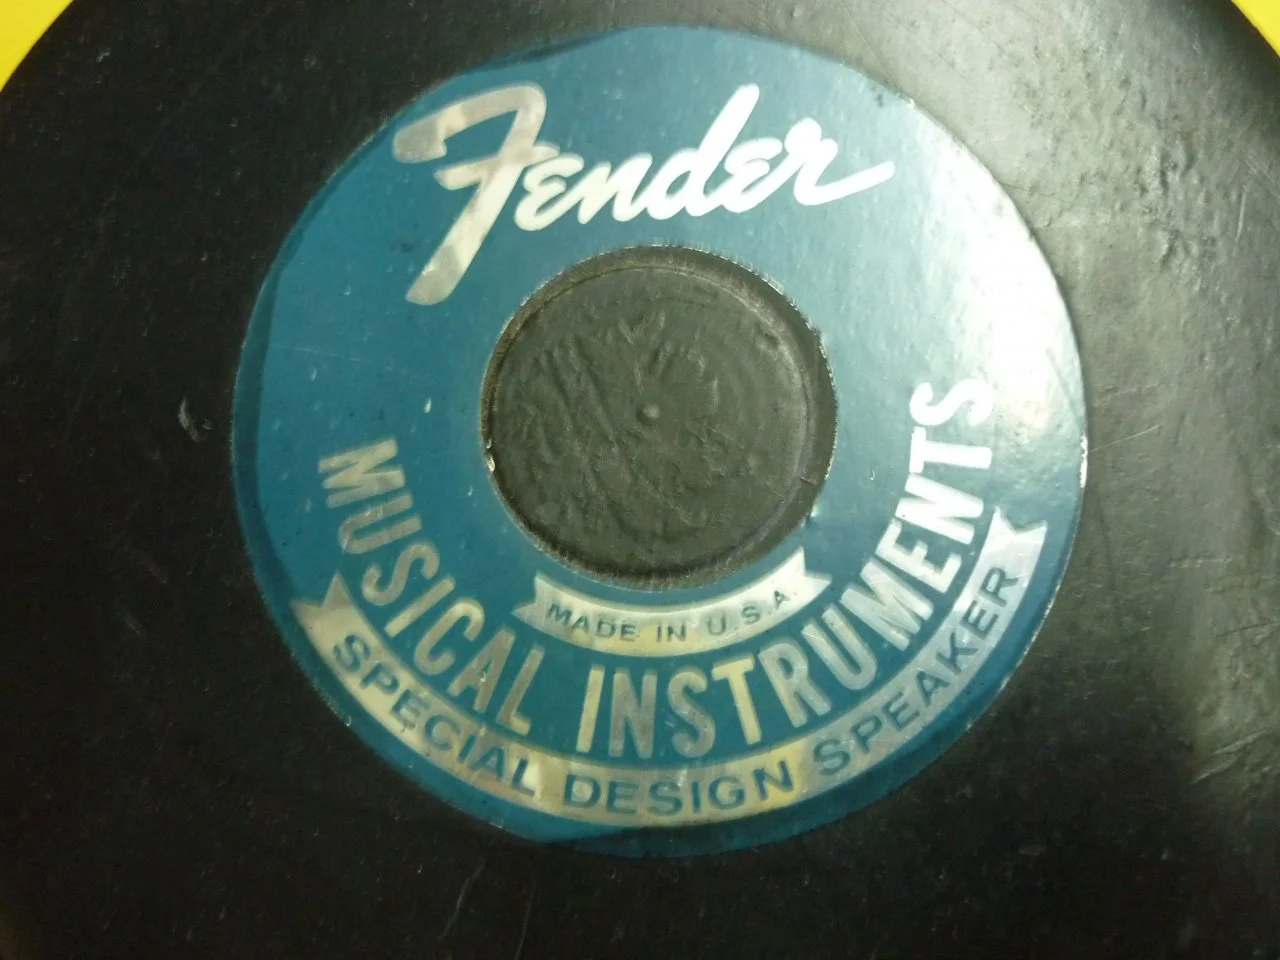 Fender
MADE IN U.S.A.
MUSICAL INSTRUMENTS
SPECIAL DESIGN SPEAKER